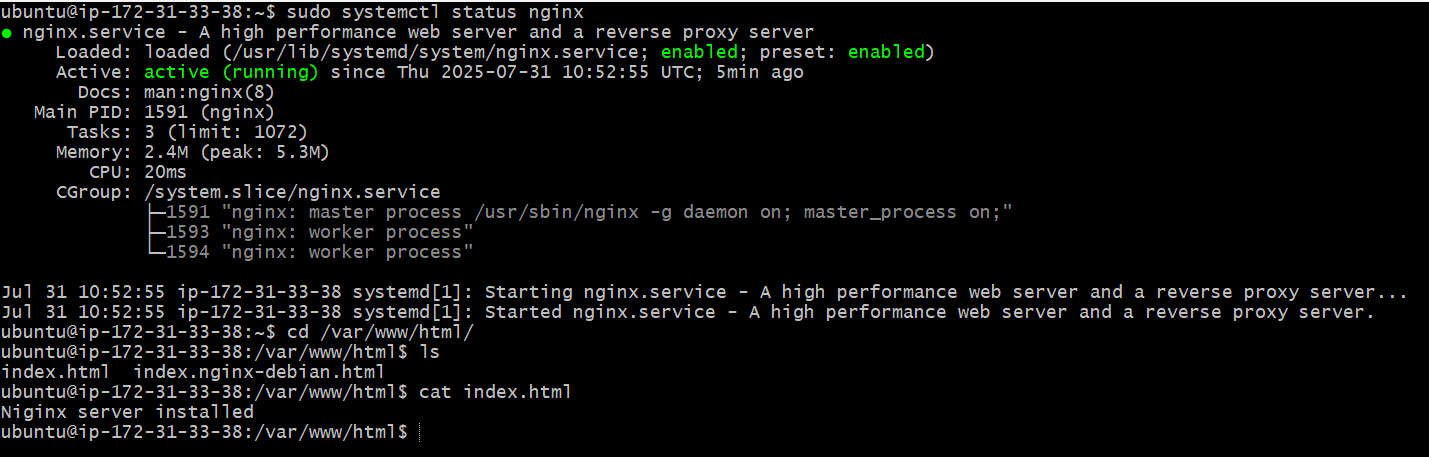 ubuntu@ip-172-31-33-38:~$ sudo systemctl status nginx
● nginx.service - A high performance web server and a reverse proxy server
     Loaded: loaded (/usr/lib/systemd/system/nginx.service; enabled; preset: enabled)
     Active: active (running) since Thu 2025-07-31 10:52:55 UTC; 5min ago
       Docs: man:nginx(8)
   Main PID: 1591 (nginx)
      Tasks: 3 (limit: 1072)
     Memory: 2.4M (peak: 5.3M)
        CPU: 20ms
     CGroup: /system.slice/nginx.service
             ├─1591 "nginx: master process /usr/sbin/nginx -g daemon on; master_process on;"
             ├─1593 "nginx: worker process"
             └─1594 "nginx: worker process"

Jul 31 10:52:55 ip-172-31-33-38 systemd[1]: Starting nginx.service - A high performance web server and a reverse proxy server...
Jul 31 10:52:55 ip-172-31-33-38 systemd[1]: Started nginx.service - A high performance web server and a reverse proxy server.
ubuntu@ip-172-31-33-38:~$ cd /var/www/html/
ubuntu@ip-172-31-33-38:/var/www/html$ ls
index.html  index.nginx-debian.html
ubuntu@ip-172-31-33-38:/var/www/html$ cat index.html
Niginx server installed
ubuntu@ip-172-31-33-38:/var/www/html$